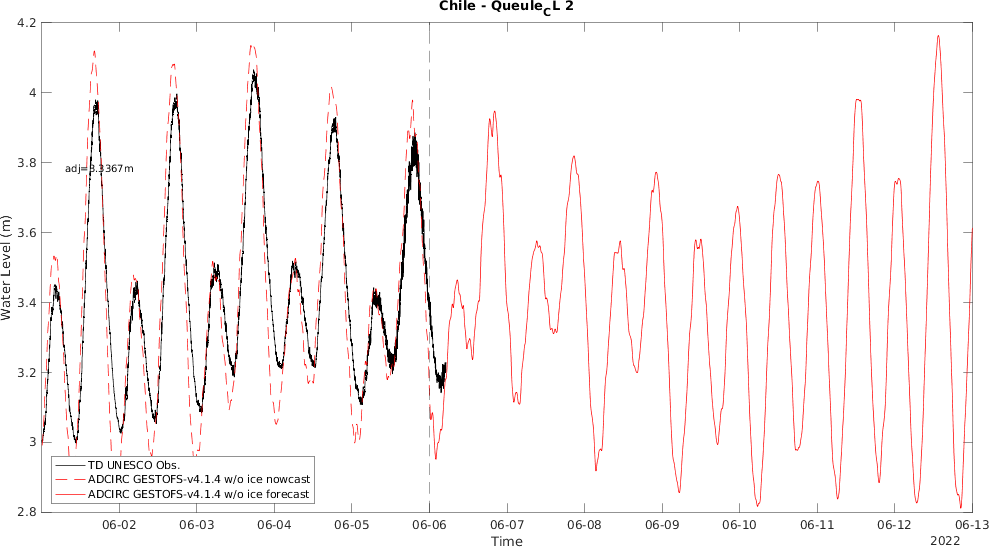 Chile - Queule_CL 2
4.2
4
3.8
3.6
3.4
3.2
3
2.8
Water Level (m)
adj=3.3367m
TD UNESCO Obs.
ADCIRC GESTOFS-v4.1.4 w/o ice nowcast
ADCIRC GESTOFS-v4.1.4 w/o ice forecast
06-02 06-03 06-04 06-05 06-06 06-07 06-08 06-09 06-10 06-11 06-12 06-13
Time
2022